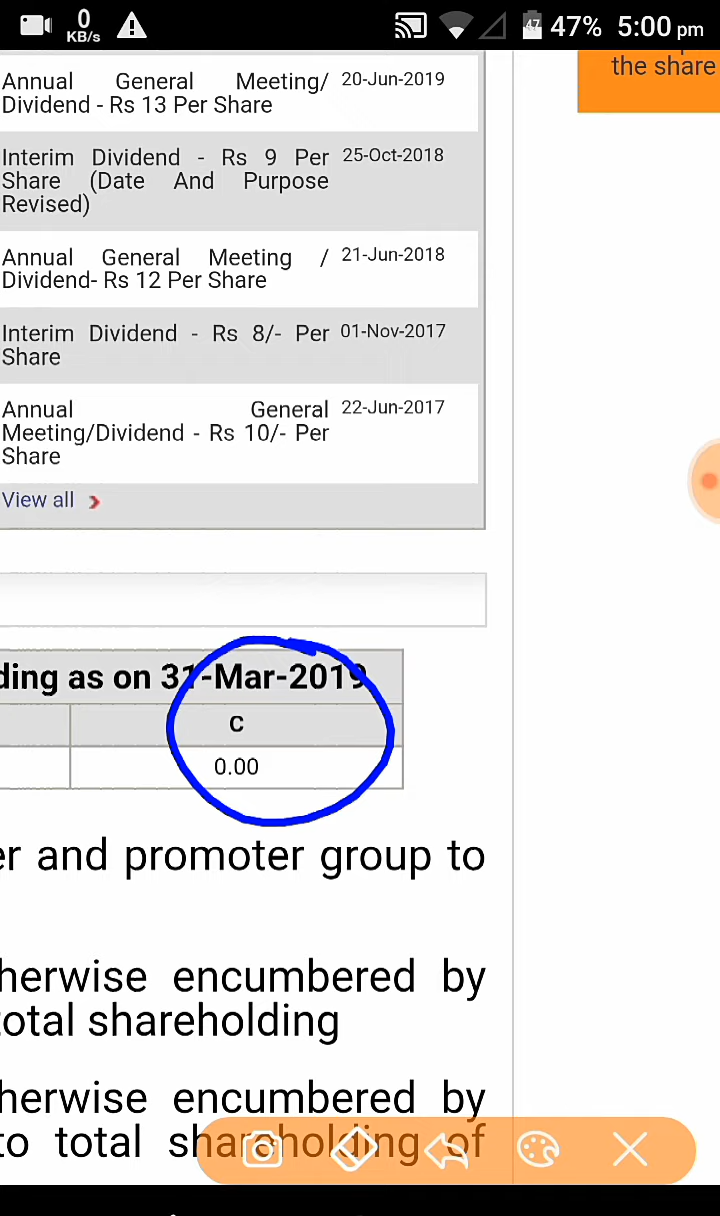 0
KB/s
47
47%
5:00 pm
the share
Annual General Meeting/ 20-Jun-2019
Dividend - Rs 13 Per Share
Interim Dividend - Rs 9 Per 25-Oct-2018
Share (Date And Purpose
Revised)
Annual General Meeting / 21-Jun-2018
Dividend- Rs 12 Per Share
Interim Dividend - Rs 8/- Per 01-Nov-2017
Share
Annual General 22-Jun-2017
Meeting/Dividend - Rs 10/- Per
Share
View all
ding as on 31-Mar-2019
C
0.00
er and promoter group to
herwise encumbered by
total shareholding
herwise encumbered by
to total shareholding of